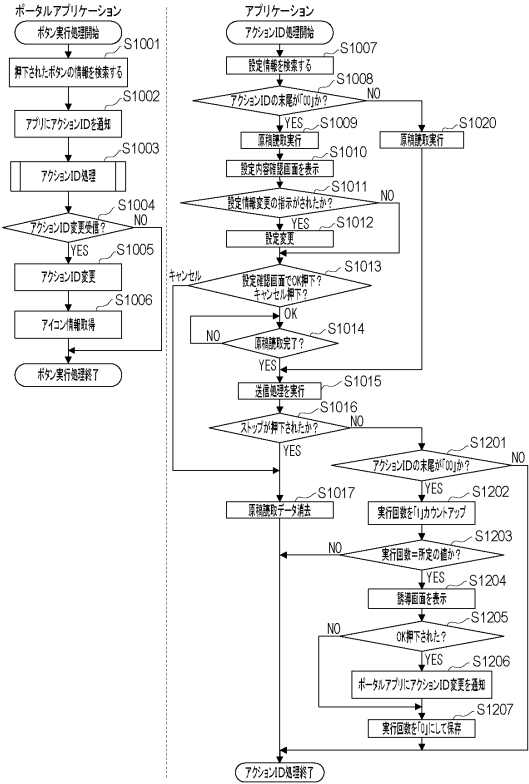 ポータルアプリケーション
ボタン実行処理開始
S1001
押下されたボタンの情報を検索する
S1002
アプリにアクションIDを通知
S1003
アクションID処理
S1004
アクションID変更受信?
NO
YES
S1005
アクションID変更
S1006
アイコン情報取得
ボタン実行処理終了
アプリケーション
アクションID処理開始
S1007
設定情報を検索する
S1008
アクションIDの末尾が「00」か?
NO
YES
S1009
原稿読取実行
S1020
原稿読取実行
S1010
設定内容確認画面を表示
S1011
設定情報変更の指示がされたか?
NO
YES
S1012
設定変更
S1013
キャンセル
設定確認画面でOK押下?
キャンセル押下?
OK
S1014
原稿読取完了?
NO
YES
S1015
送信処理を実行
S1016
ストップが押下されたか?
NO
YES
S1017
原稿読取データ消去
S1201
アクションIDの末尾が「00」か?
NO
YES
S1202
実行回数を「1」カウントアップ
S1203
実行回数=所定の値か?
NO
YES
S1204
誘導画面を表示
S1205
OK押下された?
NO
YES
S1206
ポータルアプリにアクションID変更を通知
S1207
実行回数を「0」にして保存
アクションID処理終了